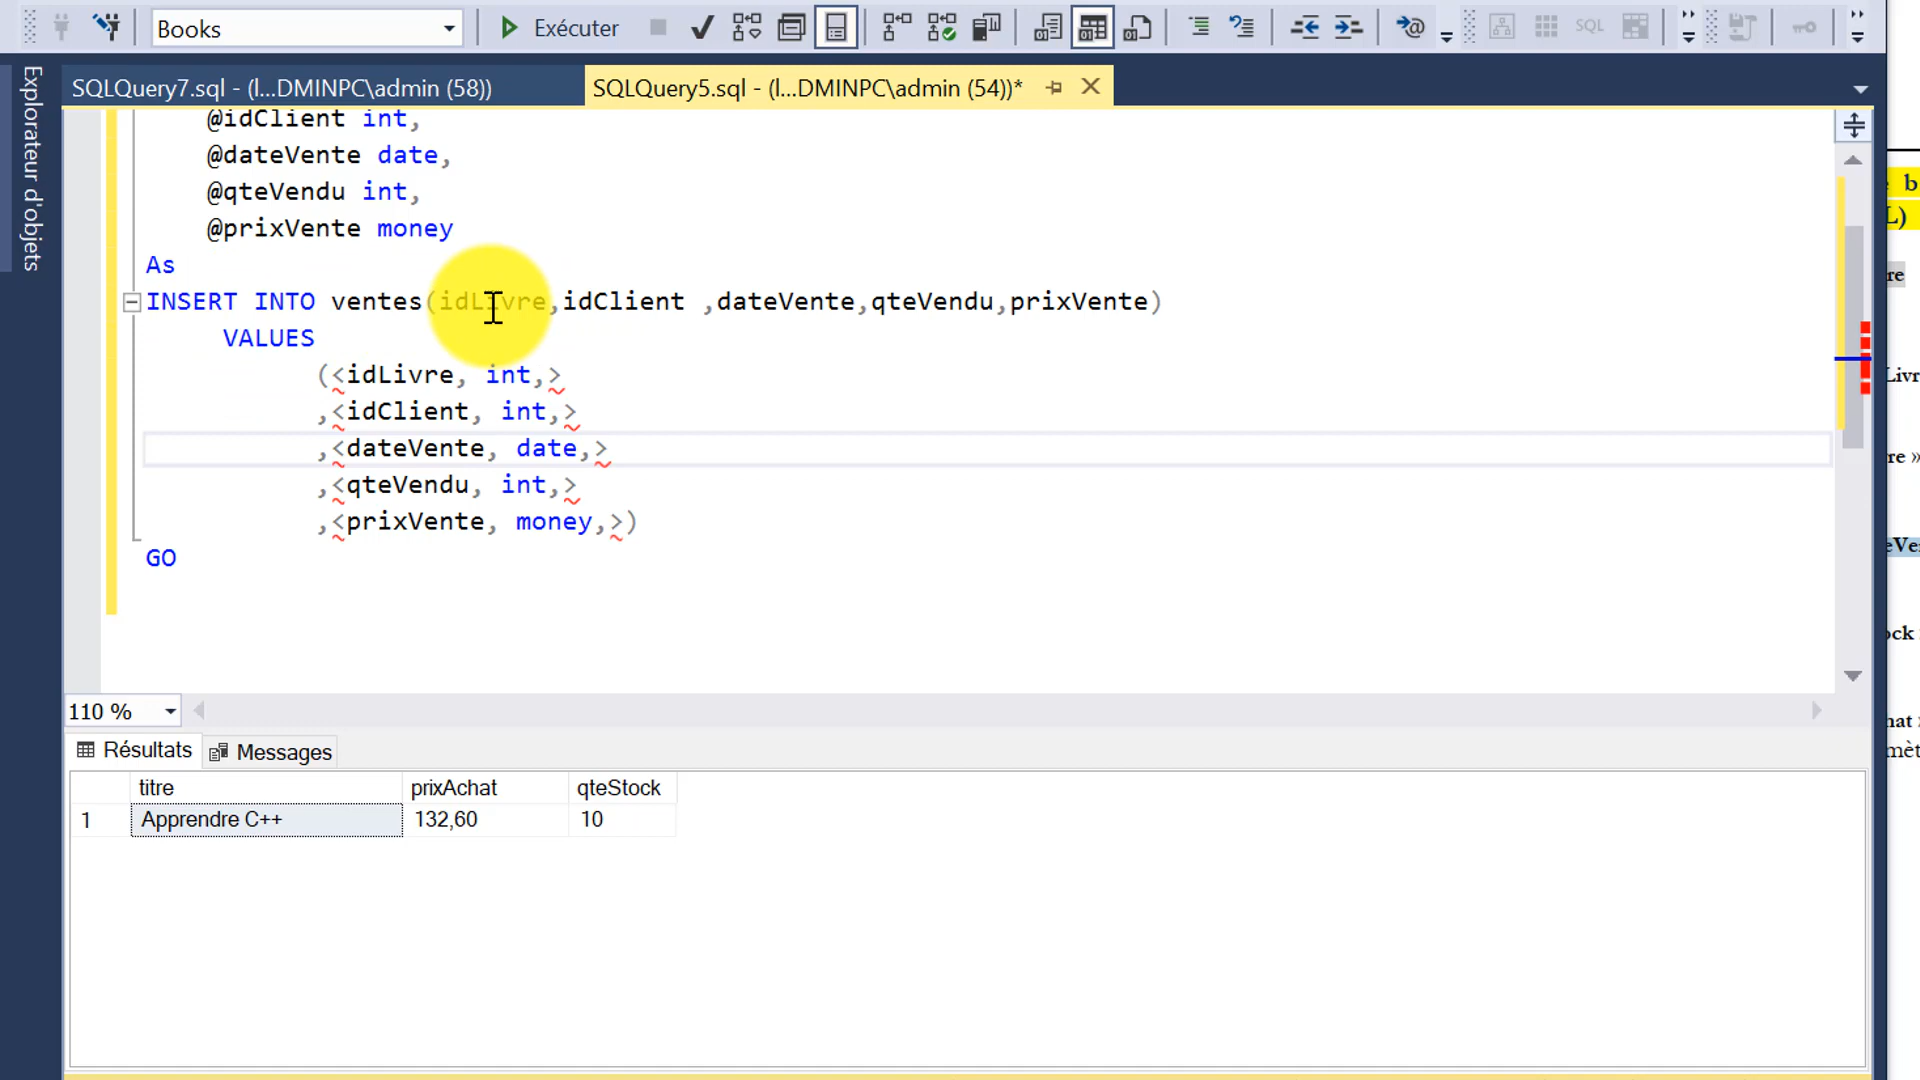 Books
Exécuter
SQL
Explorateur d'objets
SQLQuery7.sql - (l...DMINPC\admin (58))
SQLQuery5.sql - (l...DMINPC\admin (54))*
@idClient int,
@dateVente date,
@qteVendu int,
@prixVente money
As
INSERT INTO ventes(idLivre,idClient ,dateVente,qteVendu,prixVente)
VALUES
(<idLivre, int,>
,<idClient, int,>
,<dateVente, date,>
,<qteVendu, int,>
,<prixVente, money,>)
GO
110 %
Résultats
Messages
titre prixAchat qteStock
1 Apprendre C++ 132,60 10